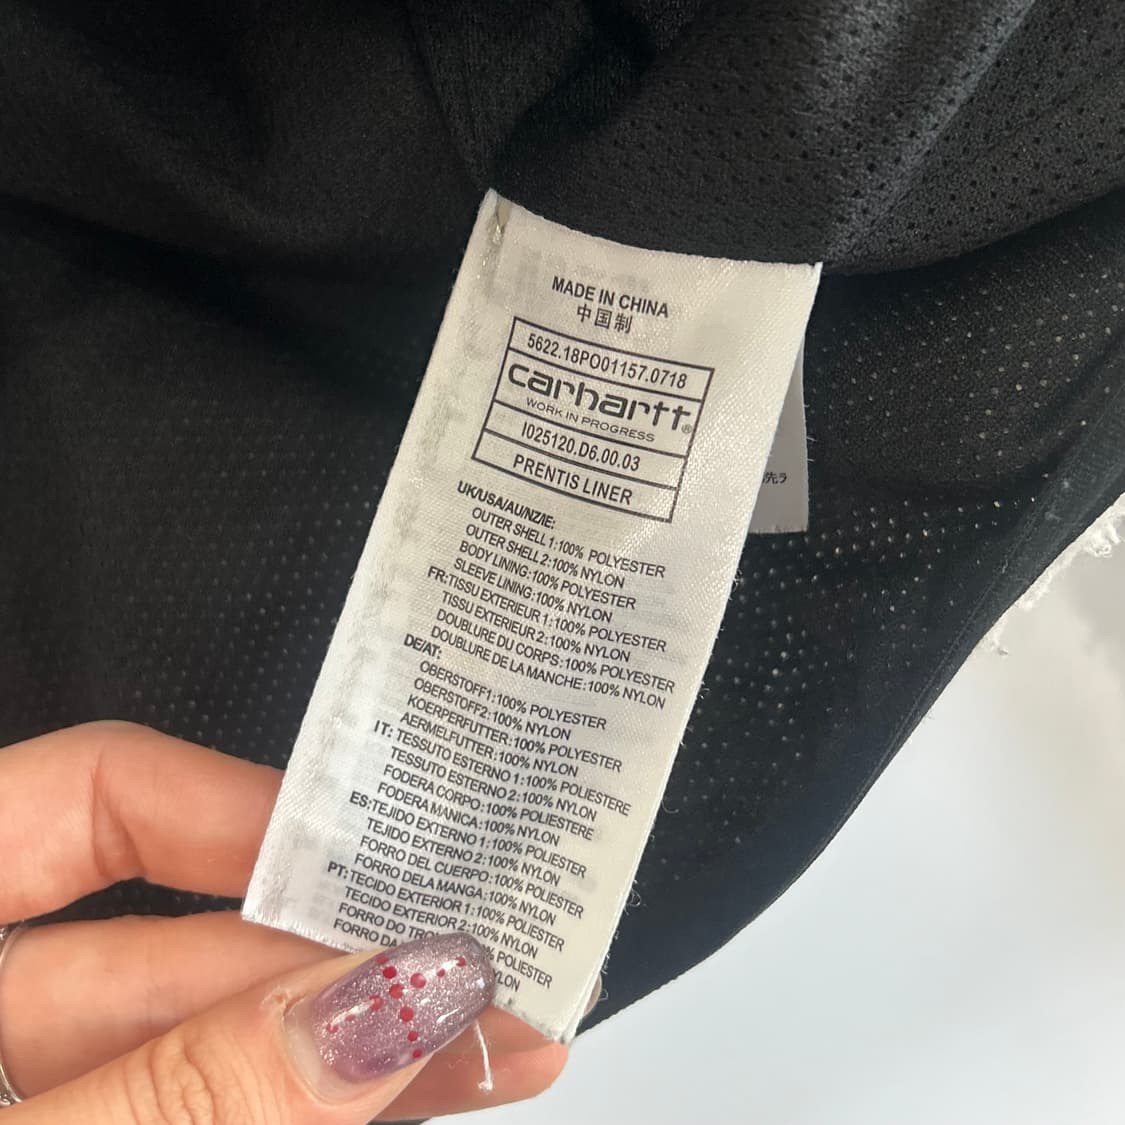 MADE IN CHINA
中国制
5622.18PO01157.0718
carhartt®
WORK IN PROGRESS
I025120.D6.00.03
PRENTIS LINER
UK/USA/AU/NZ/IE:
OUTER SHELL 1:100% POLYESTER
OUTER SHELL 2:100% NYLON
BODY LINING:100% POLYESTER
SLEEVE LINING:100% NYLON
FR:TISSU EXTERIEUR 1:100% POLYESTER
TISSU EXTERIEUR 2:100% NYLON
DOUBLURE DU CORPS:100% POLYESTER
DOUBLURE DE LA MANCHE:100% NYLON
DE/AT:
OBERSTOFF1:100% POLYESTER
OBERSTOFF2:100% NYLON
KOERPERFUTTER:100% POLYESTER
AERMELFUTTER:100% NYLON
IT: TESSUTO ESTERNO 1:100% POLIESTERE
TESSUTO ESTERNO 2:100% NYLON
FODERA CORPO:100% POLIESTERE
FODERA MANICA:100% NYLON
ES:TEJIDO EXTERNO 1:100% POLIESTER
TEJIDO EXTERNO 2:100% NYLON
FORRO DEL CUERPO:100% POLIESTER
FORRO DELA MANGA:100% NYLON
PT:TECIDO EXTERIOR 1:100% POLIESTER
TECIDO EXTERIOR 2:100% NYLON
FORRO DO % POLIESTER
FORRO
先ラ